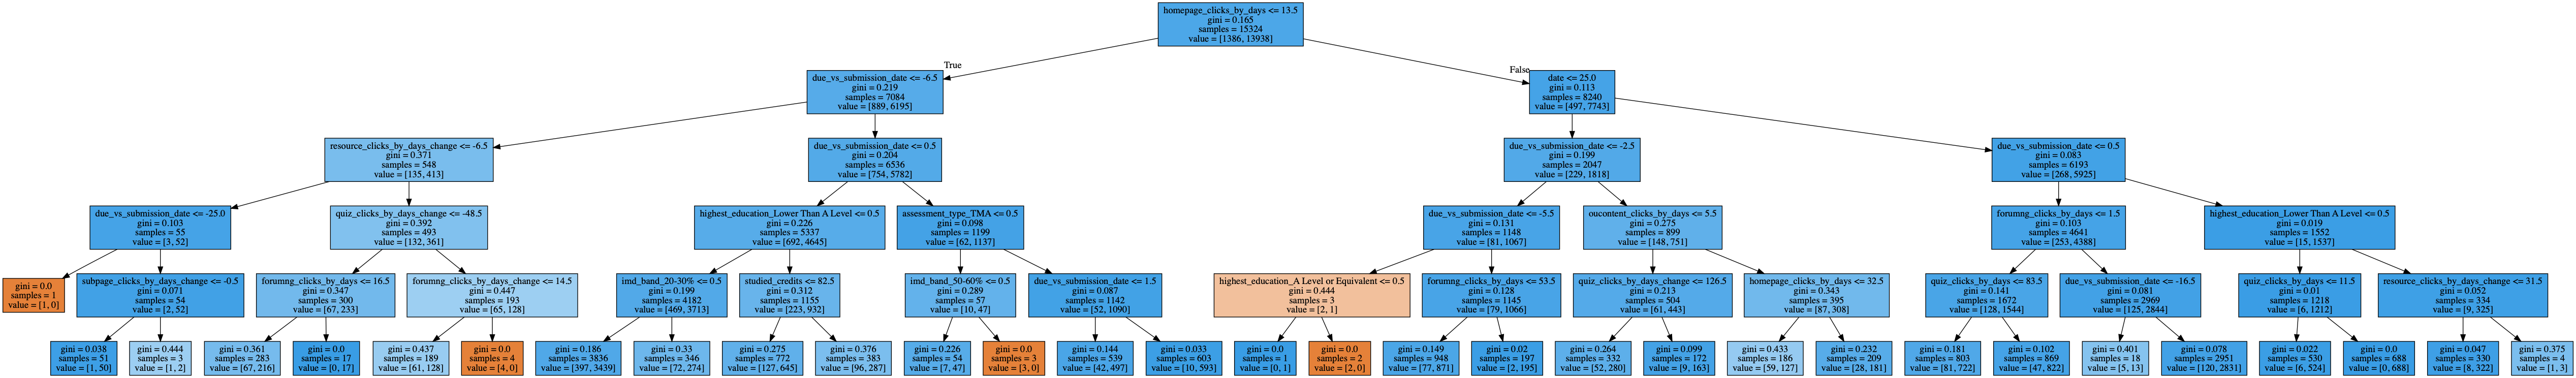 homepage_clicks_by_days <= 13.5
gini = 0.165
samples = 15324
value = [1386, 13938]
True
False
due_vs_submission_date <= -6.5
gini = 0.219
samples = 7084
value = [889, 6195]
date <= 25.0
gini = 0.113
samples = 8240
value = [497, 7743]
resource_clicks_by_days_change <= -6.5
gini = 0.371
samples = 548
value = [135, 413]
due_vs_submission_date <= 0.5
gini = 0.204
samples = 6536
value = [754, 5782]
due_vs_submission_date <= -2.5
gini = 0.199
samples = 2047
value = [229, 1818]
due_vs_submission_date <= 0.5
gini = 0.083
samples = 6193
value = [268, 5925]
due_vs_submission_date <= -25.0
gini = 0.103
samples = 55
value = [3, 52]
quiz_clicks_by_days_change <= -48.5
gini = 0.392
samples = 493
value = [132, 361]
highest_education_Lower Than A Level <= 0.5
gini = 0.226
samples = 5337
value = [692, 4645]
assessment_type_TMA <= 0.5
gini = 0.098
samples = 1199
value = [62, 1137]
due_vs_submission_date <= -5.5
gini = 0.131
samples = 1148
value = [81, 1067]
oucontent_clicks_by_days <= 5.5
gini = 0.275
samples = 899
value = [148, 751]
forumng_clicks_by_days <= 1.5
gini = 0.103
samples = 4641
value = [253, 4388]
highest_education_Lower Than A Level <= 0.5
gini = 0.019
samples = 1552
value = [15, 1537]
gini = 0.0
samples = 1
value = [1, 0]
subpage_clicks_by_days_change <= -0.5
gini = 0.071
samples = 54
value = [2, 52]
forumng_clicks_by_days <= 16.5
gini = 0.347
samples = 300
value = [67, 233]
forumng_clicks_by_days_change <= 14.5
gini = 0.447
samples = 193
value = [65, 128]
imd_band_20-30% <= 0.5
gini = 0.199
samples = 4182
value = [469, 3713]
studied_credits <= 82.5
gini = 0.312
samples = 1155
value = [223, 932]
imd_band_50-60% <= 0.5
gini = 0.289
samples = 57
value = [10, 47]
due_vs_submission_date <= 1.5
gini = 0.087
samples = 1142
value = [52, 1090]
highest_education_A Level or Equivalent <= 0.5
gini = 0.444
samples = 3
value = [2, 1]
forumng_clicks_by_days <= 53.5
gini = 0.128
samples = 1145
value = [79, 1066]
quiz_clicks_by_days_change <= 126.5
gini = 0.213
samples = 504
value = [61, 443]
homepage_clicks_by_days <= 32.5
gini = 0.343
samples = 395
value = [87, 308]
quiz_clicks_by_days <= 83.5
gini = 0.141
samples = 1672
value = [128, 1544]
due_vs_submission_date <= -16.5
gini = 0.081
samples = 2969
value = [125, 2844]
quiz_clicks_by_days <= 11.5
gini = 0.01
samples = 1218
value = [6, 1212]
resource_clicks_by_days_change <= 31.5
gini = 0.052
samples = 334
value = [9, 325]
gini = 0.038
samples = 51
value = [1, 50]
gini = 0.444
samples = 3
value = [1, 2]
gini = 0.361
samples = 283
value = [67, 216]
gini = 0.0
samples = 17
value = [0, 17]
gini = 0.437
samples = 189
value = [61, 128]
gini = 0.0
samples = 4
value = [4, 0]
gini = 0.186
samples = 3836
value = [397, 3439]
gini = 0.33
samples = 346
value = [72, 274]
gini = 0.275
samples = 772
value = [127, 645]
gini = 0.376
samples = 383
value = [96, 287]
gini = 0.226
samples = 54
value = [7, 47]
gini = 0.0
samples = 3
value = [3, 0]
gini = 0.144
samples = 539
value = [42, 497]
gini = 0.033
samples = 603
value = [10, 593]
gini = 0.0
samples = 1
value = [0, 1]
gini = 0.0
samples = 2
value = [2, 0]
gini = 0.149
samples = 948
value = [77, 871]
gini = 0.02
samples = 197
value = [2, 195]
gini = 0.264
samples = 332
value = [52, 280]
gini = 0.099
samples = 172
value = [9, 163]
gini = 0.433
samples = 186
value = [59, 127]
gini = 0.232
samples = 209
value = [28, 181]
gini = 0.181
samples = 803
value = [81, 722]
gini = 0.102
samples = 869
value = [47, 822]
gini = 0.401
samples = 18
value = [5, 13]
gini = 0.078
samples = 2951
value = [120, 2831]
gini = 0.022
samples = 530
value = [6, 524]
gini = 0.0
samples = 688
value = [0, 688]
gini = 0.047
samples = 330
value = [8, 322]
gini = 0.375
samples = 4
value = [1, 3]